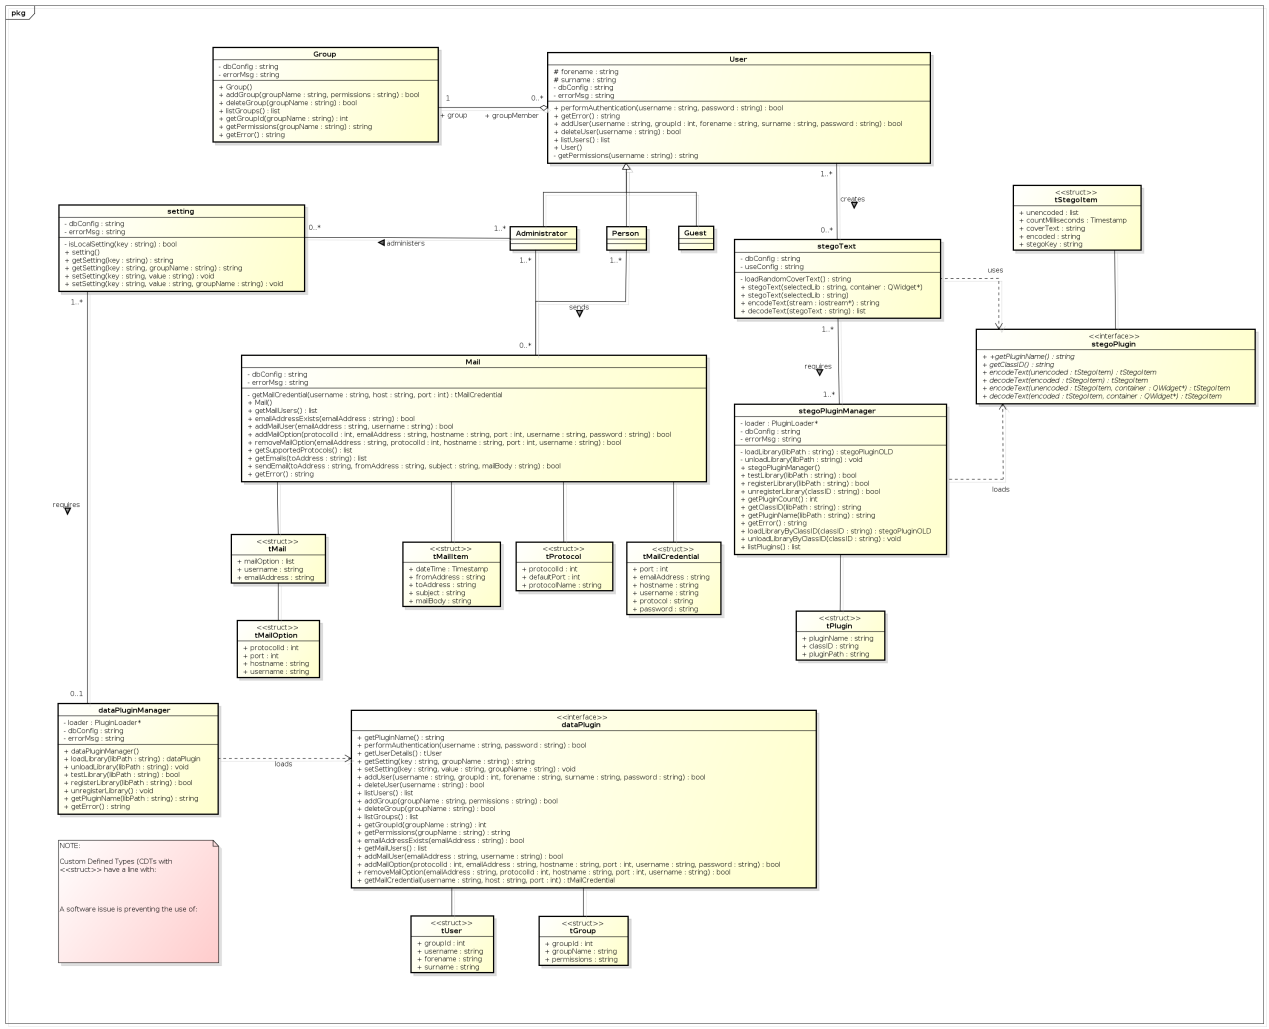 pkg
Group
- dbConfig : string
- errorMsg : string
+ Group()
+ addGroup(groupName : string, permissions : string) : bool
+ deleteGroup(groupName : string) : bool
+ listGroups() : list
+ getGroupId(groupName : string) : int
+ getPermissions(groupName : string) : string
+ getError() : string
1
+ group
0..*
+ groupMember
User
# forename : string
# surname : string
- dbConfig : string
- errorMsg : string
+ performAuthentication(username : string, password : string) : bool
+ getError() : string
+ addUser(username : string, groupId : int, forename : string, surname : string, password : string) : bool
+ deleteUser(username : string) : bool
+ listUsers() : list
+ User()
- getPermissions(username : string) : string
1..*
creates
0..*
<<struct>>
tStegoItem
+ unencoded : list
+ countMilliseconds : Timestamp
+ coverText : string
+ encoded : string
+ stegoKey : string
setting
- dbConfig : string
- errorMsg : string
- isLocalSetting(key : string) : bool
+ setting()
+ getSetting(key : string) : string
+ getSetting(key : string, groupName : string) : string
+ setSetting(key : string, value : string) : void
+ setSetting(key : string, value : string, groupName : string) : void
0..*
administers
1..*
Administrator
Person
Guest
1..*
1..*
sends
0..*
stegoText
- dbConfig : string
- useConfig : string
- loadRandomCoverText() : string
+ stegoText(selectedLib : string, container : QWidget*)
+ stegoText(selectedLib : string)
+ encodeText(stream : iostream*) : string
+ decodeText(stegoText : string) : list
uses
1..*
requires
1..*
<<interface>>
stegoPlugin
+ +getPluginName() : string
+ getClassID() : string
+ encodeText(unencoded : tStegoItem) : tStegoItem
+ decodeText(encoded : tStegoItem) : tStegoItem
+ encodeText(unencoded : tStegoItem, container : QWidget*) : tStegoItem
+ decodeText(encoded : tStegoItem, container : QWidget*) : tStegoItem
1..*
requires
0..1
Mail
- dbConfig : string
- errorMsg : string
- getMailCredential(username : string, host : string, port : int) : tMailCredential
+ Mail()
+ getMailUsers() : list
+ emailAddressExists(emailAddress : string) : bool
+ addMailUser(emailAddress : string, username : string) : bool
+ addMailOption(protocolId : int, emailAddress : string, hostname : string, port : int, username : string, password : string) : bool
+ removeMailOption(emailAddress : string, protocolId : int, hostname : string, port : int, username : string) : bool
+ getSupportedProtocols() : list
+ getEmails(toAddress : string) : list
+ sendEmail(toAddress : string, fromAddress : string, subject : string, mailBody : string) : bool
+ getError() : string
stegoPluginManager
- loader : PluginLoader*
- dbConfig : string
- errorMsg : string
- loadLibrary(libPath : string) : stegoPluginOLD
- unloadLibrary(libPath : string) : void
+ stegoPluginManager()
+ testLibrary(libPath : string) : bool
+ registerLibrary(libPath : string) : bool
+ unregisterLibrary(classID : string) : bool
+ getPluginCount() : int
+ getClassID(libPath : string) : string
+ getPluginName(libPath : string) : string
+ getError() : string
+ loadLibraryByClassID(classID : string) : stegoPluginOLD
+ unloadLibraryByClassID(classID : string) : void
+ listPlugins() : list
loads
<<struct>>
tMail
+ mailOption : list
+ username : string
+ emailAddress : string
<<struct>>
tMailItem
+ dateTime : Timestamp
+ fromAddress : string
+ toAddress : string
+ subject : string
+ mailBody : string
<<struct>>
tProtocol
+ protocolId : int
+ defaultPort : int
+ protocolName : string
<<struct>>
tMailCredential
+ port : int
+ emailAddress : string
+ hostname : string
+ username : string
+ protocol : string
+ password : string
<<struct>>
tMailOption
+ protocolId : int
+ port : int
+ hostname : string
+ username : string
<<struct>>
tPlugin
+ pluginName : string
+ classID : string
+ pluginPath : string
dataPluginManager
- loader : PluginLoader*
- dbConfig : string
- errorMsg : string
+ dataPluginManager()
+ loadLibrary(libPath : string) : dataPlugin
+ unloadLibrary(libPath : string) : void
+ testLibrary(libPath : string) : bool
+ registerLibrary(libPath : string) : bool
+ unregisterLibrary() : void
+ getPluginName(libPath : string) : string
+ getError() : string
loads
<<interface>>
dataPlugin
+ getPluginName() : string
+ performAuthentication(username : string, password : string) : bool
+ getUserDetails() : tUser
+ getSetting(key : string, groupName : string) : string
+ setSetting(key : string, value : string, groupName : string) : void
+ addUser(username : string, groupId : int, forename : string, surname : string, password : string) : bool
+ deleteUser(username : string) : bool
+ listUsers() : list
+ addGroup(groupName : string, permissions : string) : bool
+ deleteGroup(groupName : string) : bool
+ listGroups() : list
+ getGroupId(groupName : string) : int
+ getPermissions(groupName : string) : string
+ emailAddressExists(emailAddress : string) : bool
+ getMailUsers() : list
+ addMailUser(emailAddress : string, username : string) : bool
+ addMailOption(protocolId : int, emailAddress : string, hostname : string, port : int, username : string, password : string) : bool
+ removeMailOption(emailAddress : string, protocolId : int, hostname : string, port : int, username : string) : bool
+ getMailCredential(username : string, host : string, port : int) : tMailCredential
NOTE:
Custom Defined Types (CDTs with
<<struct>> have a line with:
A software issue is preventing the use of:
<<struct>>
tUser
+ groupId : int
+ username : string
+ forename : string
+ surname : string
<<struct>>
tGroup
+ groupId : int
+ groupName : string
+ permissions : string